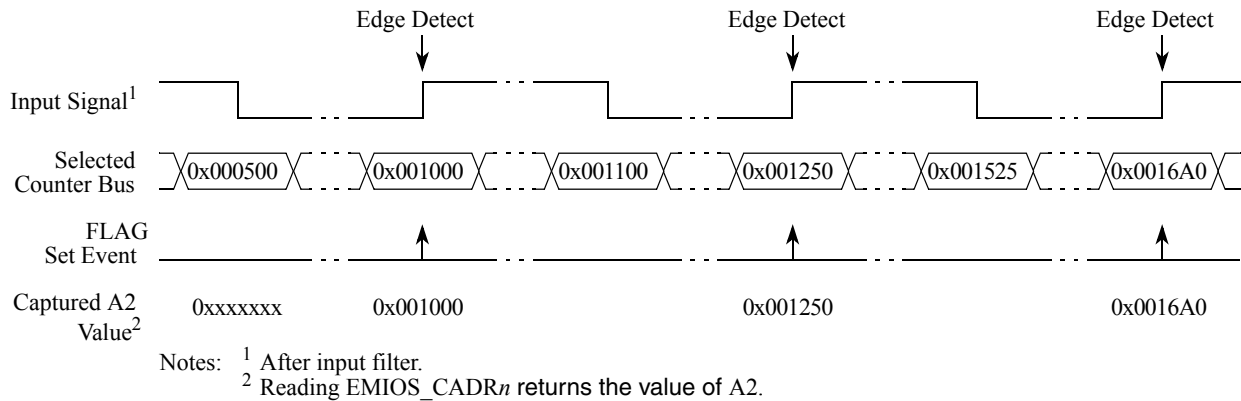 Edge Detect Edge Detect Edge Detect
Input Signal1
Selected
Counter Bus
0x000500 0x001000 0x001100 0x001250 0x001525 0x0016A0
FLAG
Set Event
Captured A2
Value2
0xxxxxxx 0x001000 0x001250 0x0016A0
Notes: 1 After input filter.
2 Reading EMIOS_CADRn returns the value of A2.